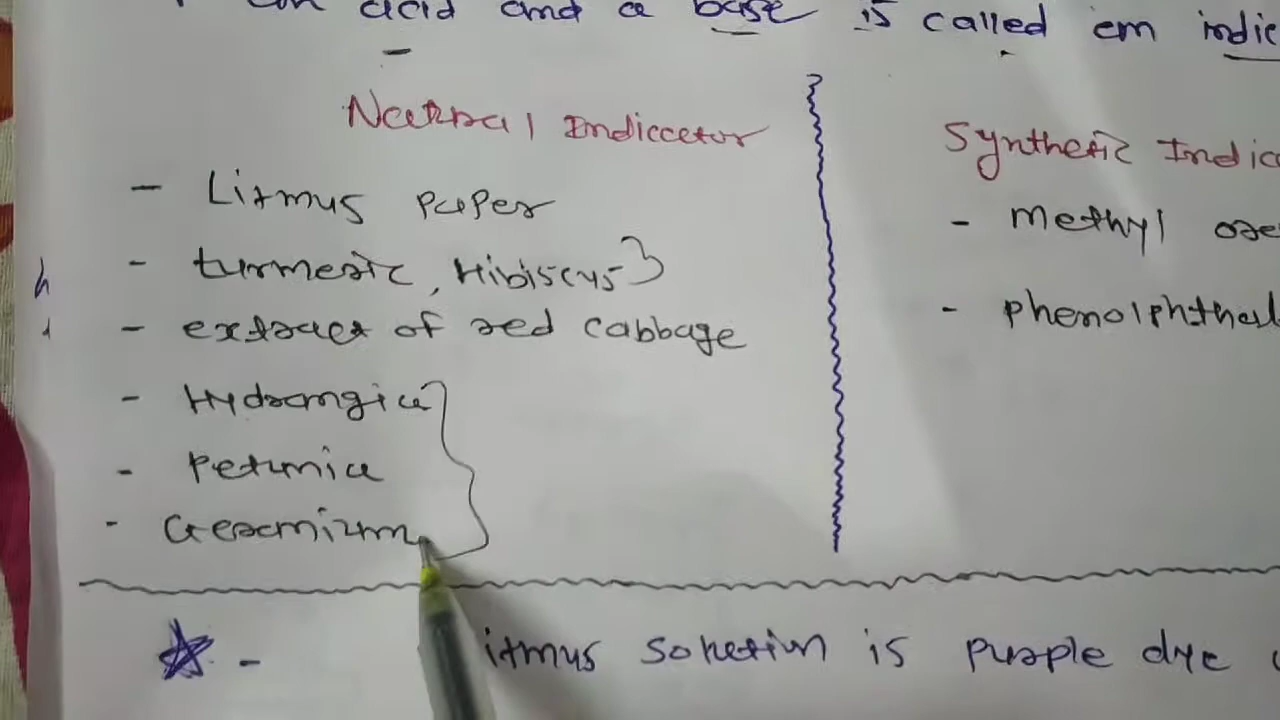 an acid and a base is called em indic
Natural Indicator
- Litmus paper
- turmeric, Hibiscus }
- extract of red cabbage
- Hydrangia
- Petunia
- Geranium
Synthetic Indic
- methyl ora
- phenolphthal
itmus solution is purple dye